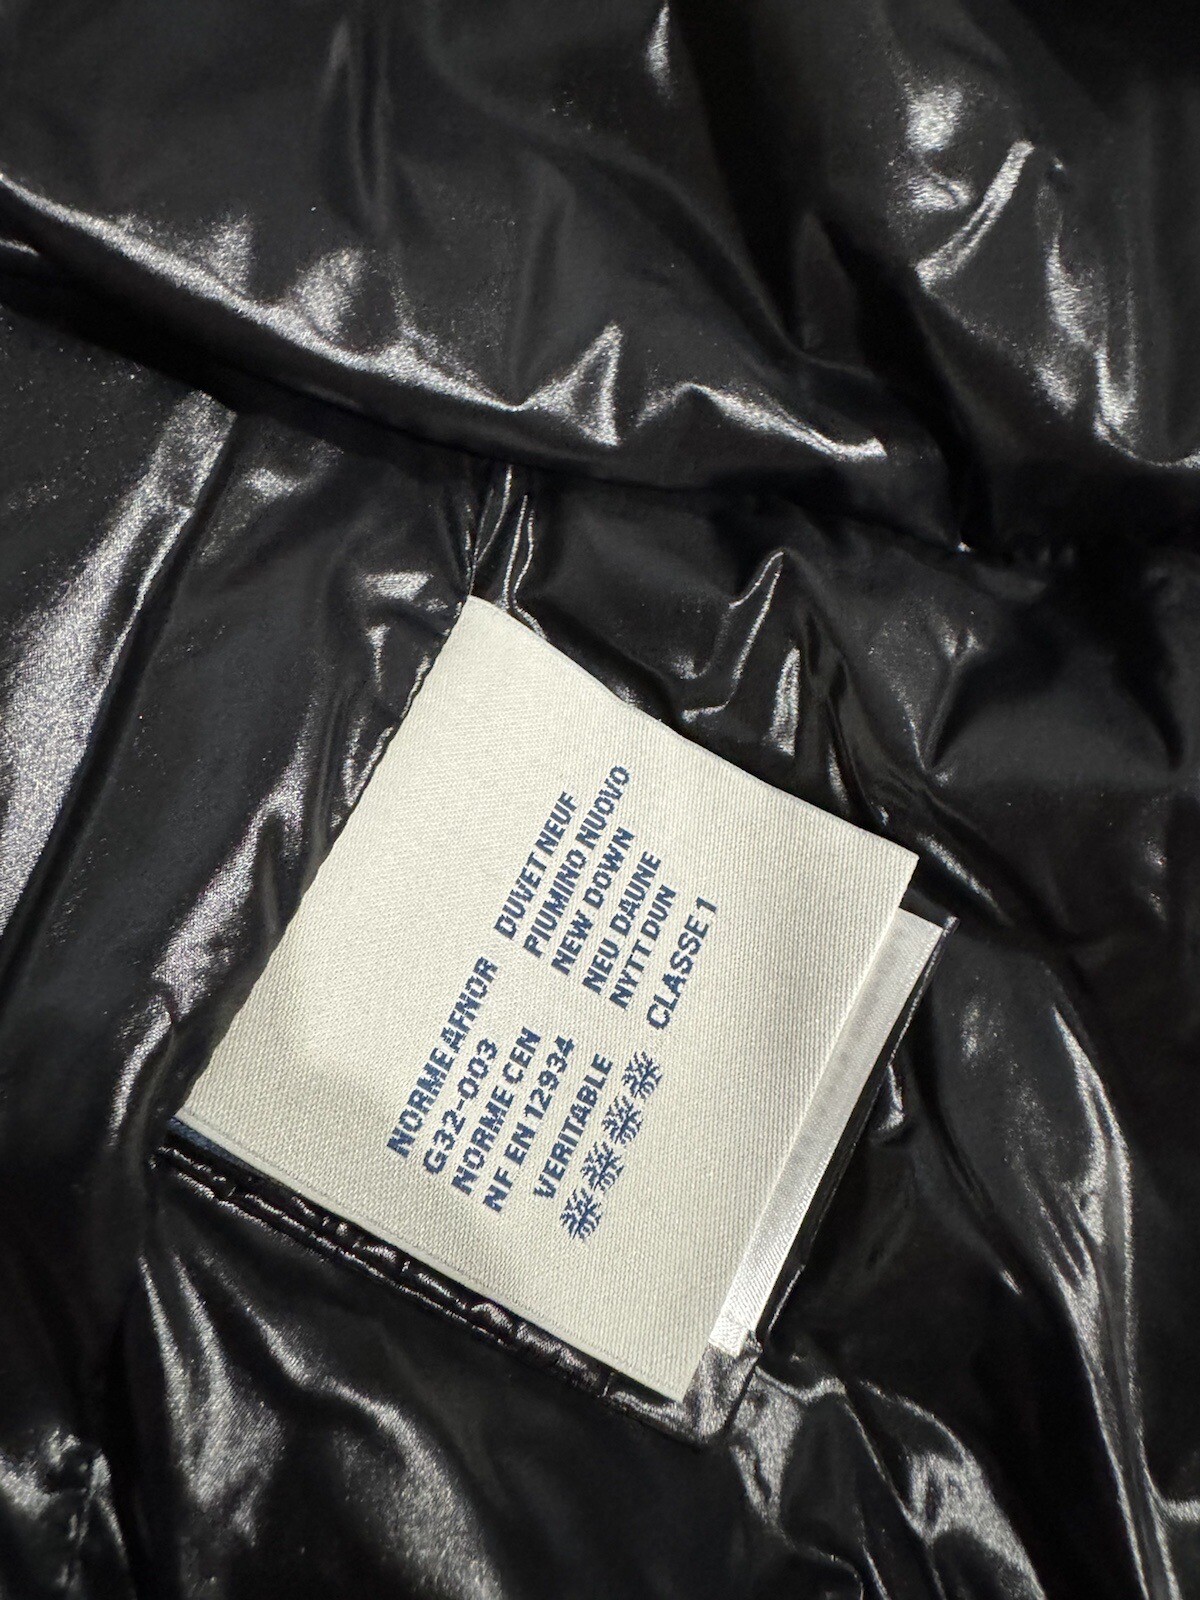 NORME AFNOR
G32-003
NORME CEN
NF EN 12934
VERITABLE
DUVET NEUF
PIUMINO NUOVO
NEW DOWN
NEU DAUNE
NYTT DUN
CLASSE 1